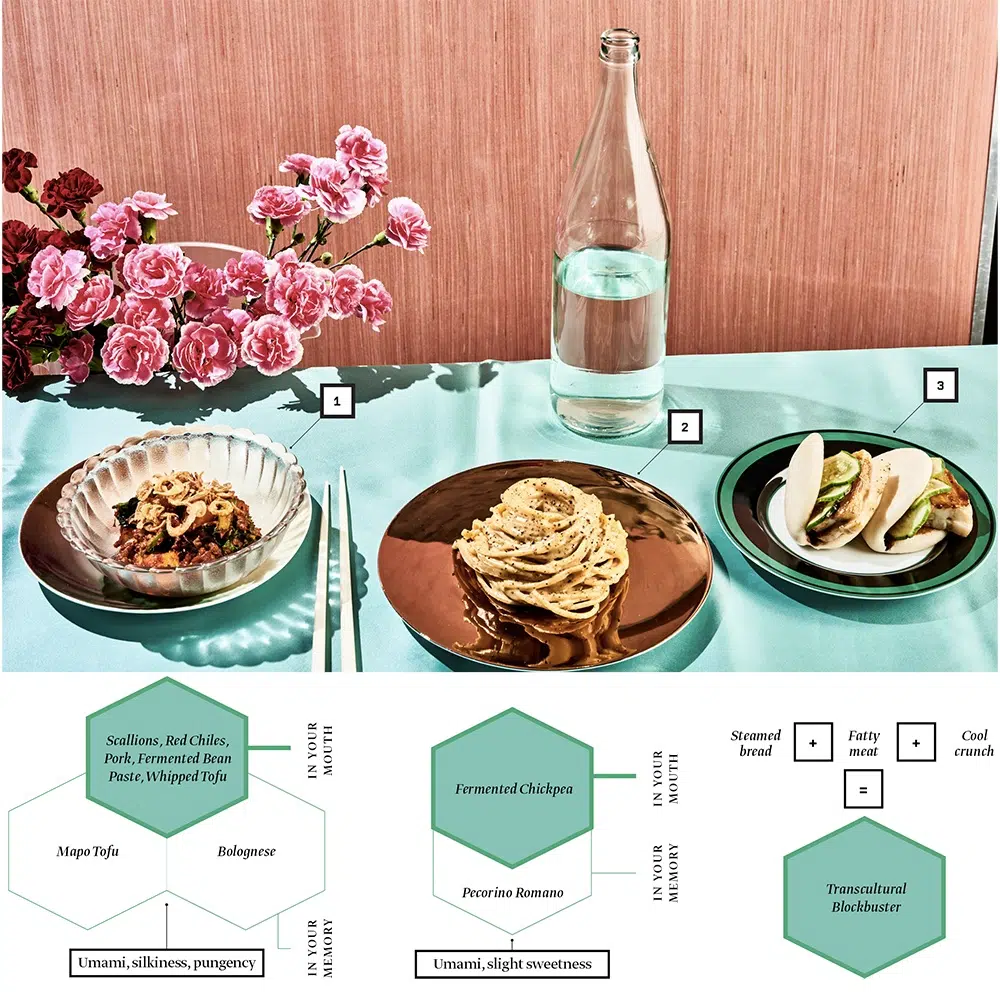 1
2
3
Scallions, Red Chiles,
Pork, Fermented Bean
Paste, Whipped Tofu
IN YOUR
MOUTH
Mapo Tofu
Bolognese
IN YOUR
MEMORY
Umami, silkiness, pungency
Fermented Chickpea
IN YOUR
MOUTH
Pecorino Romano
IN YOUR
MEMORY
Umami, slight sweetness
Steamed
bread
+
Fatty
meat
+
Cool
crunch
=
Transcultural
Blockbuster